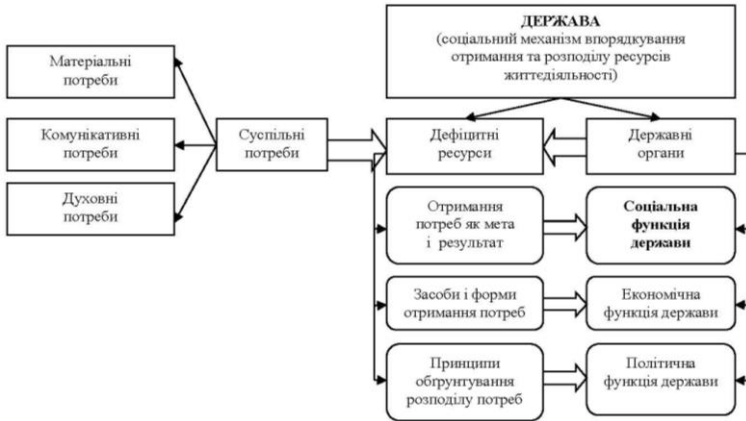 ДЕРЖАВА
(соціальний механізм впорядкування
отримання та розподілу ресурсів
життєдіяльності)
Матеріальні
потреби
Комунікативні
потреби
Духовні
потреби
Суспільні
потреби
Дефіцитні
ресурси
Державні
органи
Отримання
потреб як мета
і результат
Соціальна
функція
держави
Засоби і форми
отримання потреб
Економічна
функція держави
Принципи
обґрунтування
розподілу потреб
Політична
функція держави